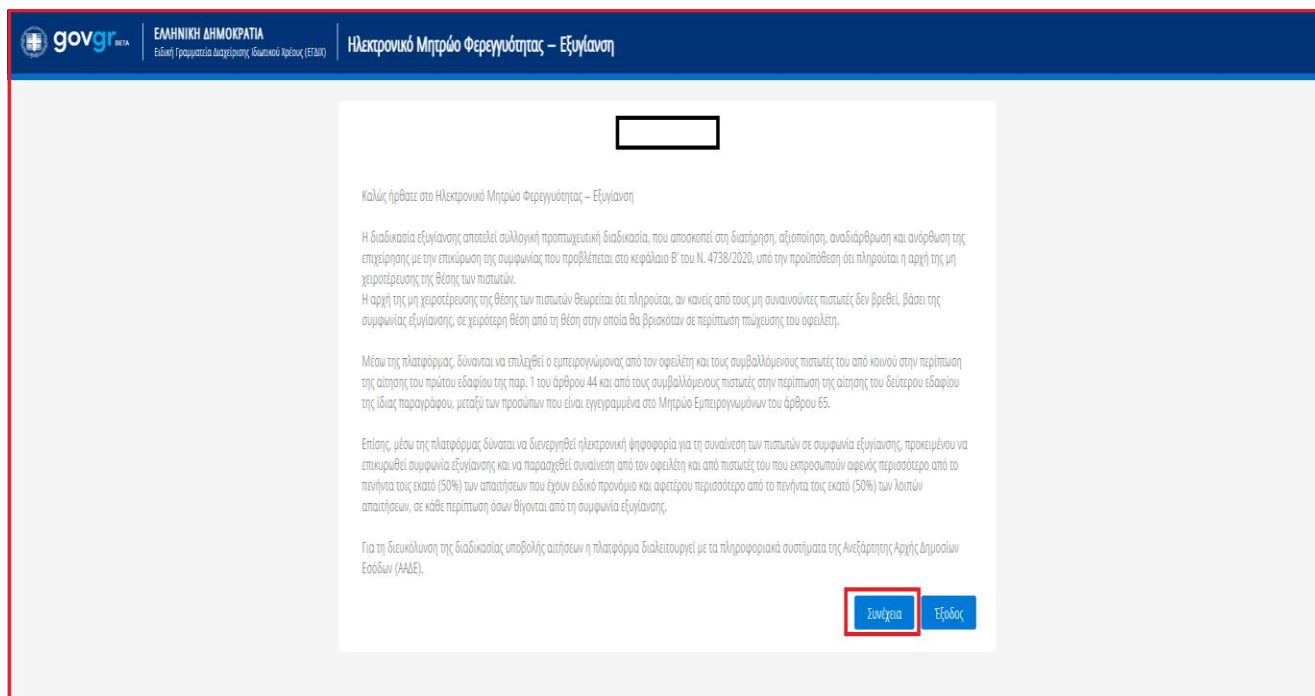 govgr BETA
ΕΛΛΗΝΙΚΗ ΔΗΜΟΚΡΑΤΙΑ
Ειδική Γραμματεία Διαχείρισης Ιδιωτικού Χρέους (ΕΓΔΙΧ)
Ηλεκτρονικό Μητρώο Φερεγγυότητας – Εξυγίανση
Καλώς ήρθατε στο Ηλεκτρονικό Μητρώο Φερεγγυότητας – Εξυγίανση
Η διαδικασία εξυγίανσης αποτελεί συλλογική προπτωχευτική διαδικασία, που αποσκοπεί στη διατήρηση, αξιοποίηση, αναδιάρθρωση και ανόρθωση της
επιχείρησης με την επικύρωση της συμφωνίας που προβλέπεται στο κεφάλαιο Β' του Ν. 4738/2020, υπό την προϋπόθεση ότι πληρούται η αρχή της μη
χειροτέρευσης της θέσης των πιστωτών.
Η αρχή της μη χειροτέρευσης της θέσης των πιστωτών θεωρείται ότι πληρούται, αν κανείς από τους μη συναινούντες πιστωτές δεν βρεθεί, βάσει της
συμφωνίας εξυγίανσης, σε χειρότερη θέση από τη θέση στην οποία θα βρισκόταν σε περίπτωση πτώχευσης του οφειλέτη.
Μέσω της πλατφόρμας, δύνανται να επιλεχθεί ο εμπειρογνώμονας από τον οφειλέτη και τους συμβαλλόμενους πιστωτές του από κοινού στην περίπτωση
της αίτησης του πρώτου εδαφίου της παρ. 1 του άρθρου 44 και από τους συμβαλλόμενους πιστωτές στην περίπτωση της αίτησης του δεύτερου εδαφίου
της ίδιας παραγράφου, μεταξύ των προσώπων που είναι εγγεγραμμένα στο Μητρώο Εμπειρογνωμόνων του άρθρου 65.
Επίσης, μέσω της πλατφόρμας δύναται να διενεργηθεί ηλεκτρονική ψηφοφορία για τη συναίνεση των πιστωτών σε συμφωνία εξυγίανσης, προκειμένου να
επικυρωθεί συμφωνία εξυγίανσης και να παρασχεθεί συναίνεση από τον οφειλέτη και από πιστωτές του που εκπροσωπούν αφενός περισσότερο από το
πενήντα τοις εκατό (50%) των απαιτήσεων που έχουν ειδικό προνόμιο και αφετέρου περισσότερο από το πενήντα τοις εκατό (50%) των λοιπών
απαιτήσεων, σε κάθε περίπτωση όσων θίγονται από τη συμφωνία εξυγίανσης.
Για τη διευκόλυνση της διαδικασίας υποβολής αιτήσεων η πλατφόρμα διαλειτουργεί με τα πληροφοριακά συστήματα της Ανεξάρτητης Αρχής Δημοσίων
Εσόδων (ΑΑΔΕ).
Συνέχεια
Έξοδος